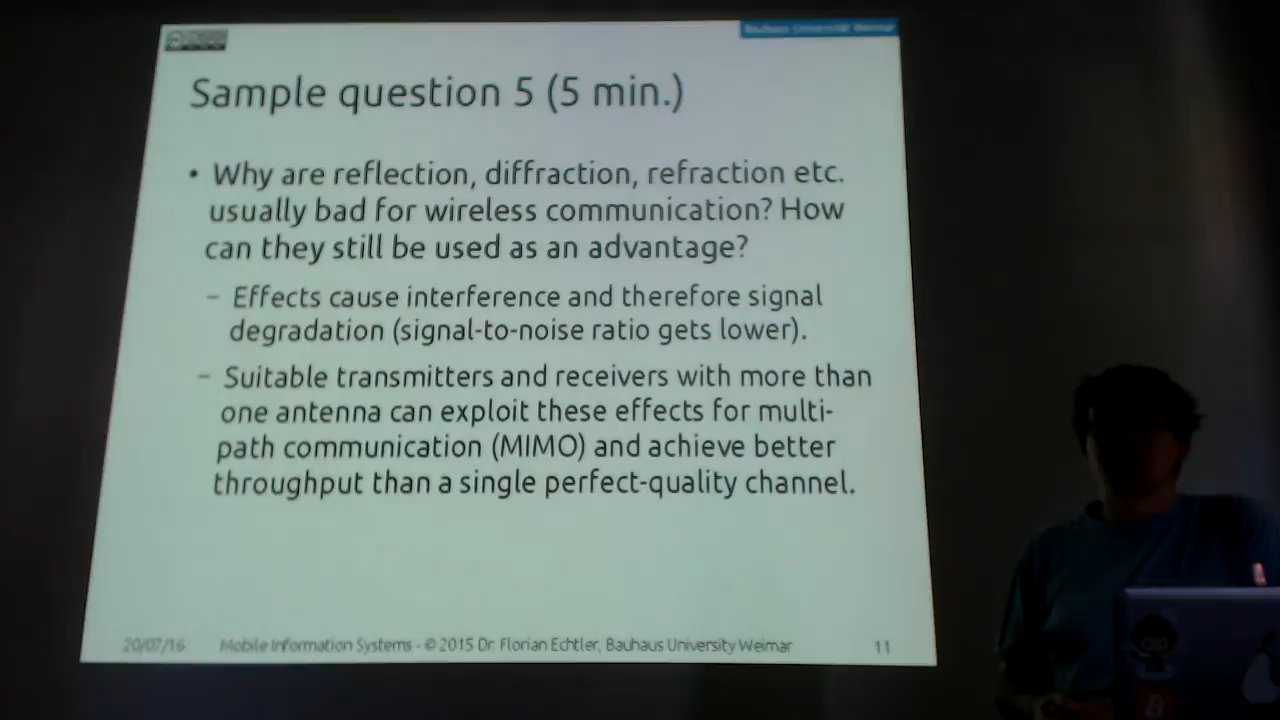 Bauhaus-Universität Weimar
Sample question 5 (5 min.)
• Why are reflection, diffraction, refraction etc.
usually bad for wireless communication? How
can they still be used as an advantage?
– Effects cause interference and therefore signal
degradation (signal-to-noise ratio gets lower).
– Suitable transmitters and receivers with more than
one antenna can exploit these effects for multi-
path communication (MIMO) and achieve better
throughput than a single perfect-quality channel.
20/07/16 Mobile Information Systems - © 2015 Dr. Florian Echtler, Bauhaus University Weimar 11